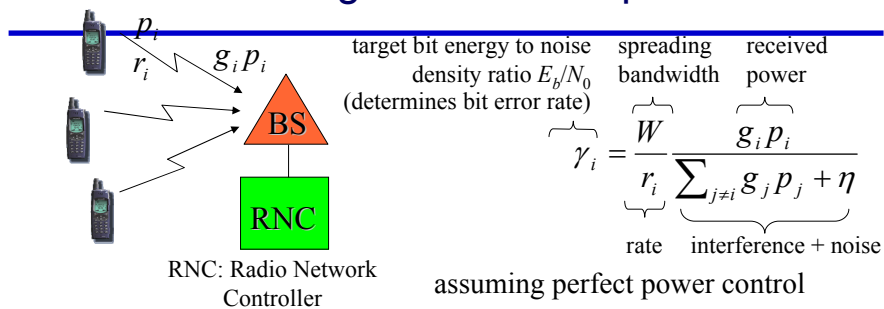 p_i
r_i
g_i p_i
BS
RNC
RNC: Radio Network
Controller
target bit energy to noise
density ratio E_b/N_0
(determines bit error rate)
spreading
bandwidth
received
power
γ_i = W/r_i g_i p_i/(∑_{j≠i} g_j p_j + η)
rate
interference + noise
assuming perfect power control